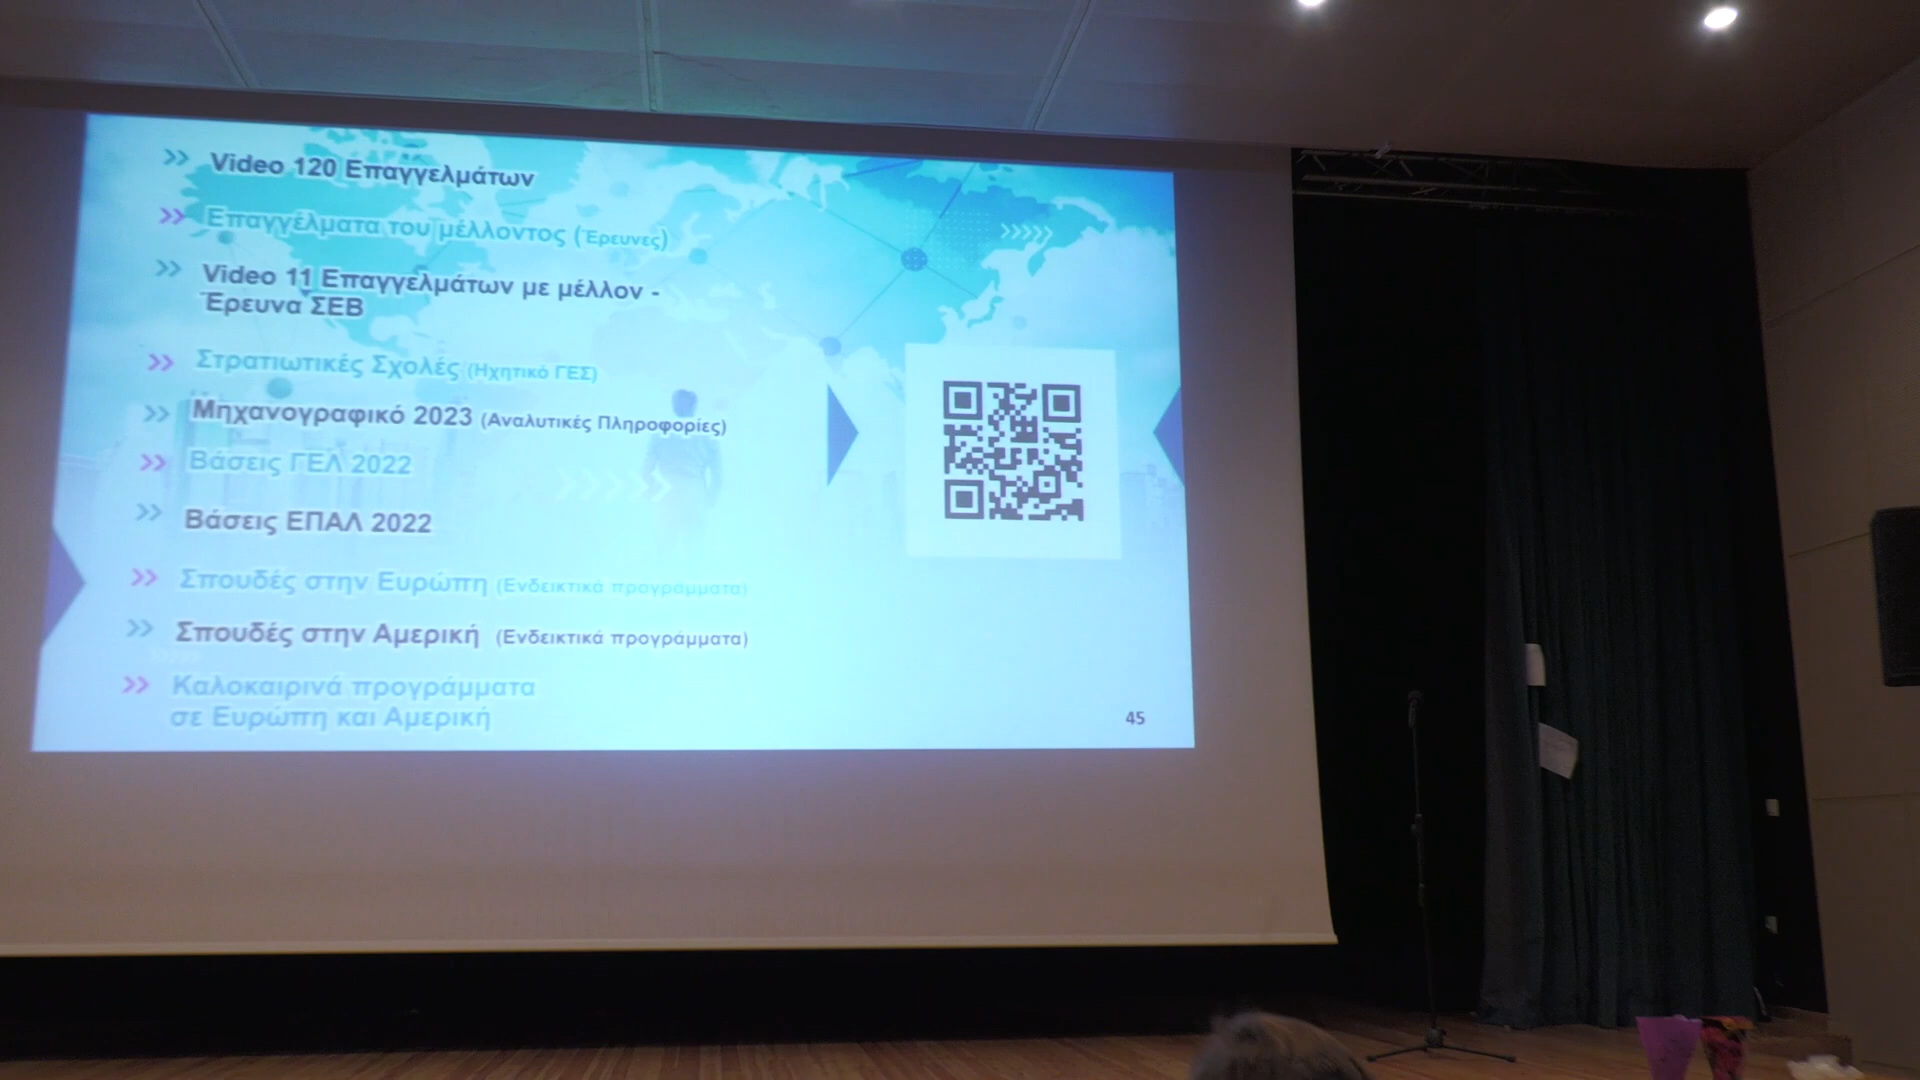 Video 120 Επαγγελμάτων
Επαγγέλματα του μέλλοντος (Έρευνες)
Video 11 Επαγγελμάτων με μέλλον -
Έρευνα ΣΕΒ
Στρατιωτικές Σχολές (Ηχητικό ΓΕΣ)
Μηχανογραφικό 2023 (Αναλυτικές Πληροφορίες)
Βάσεις ΓΕΛ 2022
Βάσεις ΕΠΑΛ 2022
Σπουδές στην Ευρώπη (Ενδεικτικά προγράμματα)
Σπουδές στην Αμερική (Ενδεικτικά προγράμματα)
Καλοκαιρινά προγράμματα
σε Ευρώπη και Αμερική
45